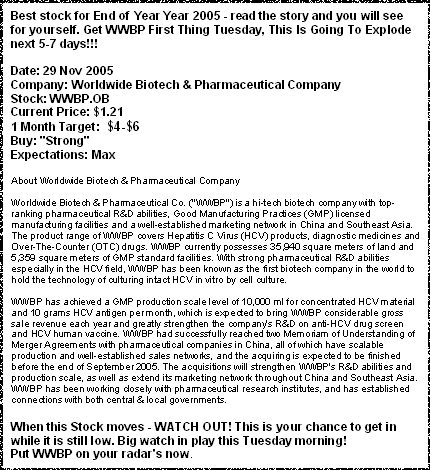 Best stock for End of Year Year 2005 - read the story and you will see
for yourself. Get WWBP First Thing Tuesday, This Is Going To Explode
next 5-7 days!!!
Date: 29 Nov 2005
Company: Worldwide Biotech & Pharmaceutical Company
Stock: WWBP.OB
Current Price: $1.21
1 Month Target: $4-$6
Buy: "Strong"
Expectations: Max
About Worldwide Biotech & Pharmaceutical Company
Worldwide Biotech & Pharmaceutical Co. ("WWBP") is a hi-tech biotech company with top-
ranking pharmaceutical R&D abilities, Good Manufacturing Practices (GMP) licensed
manufacturing facilities and a well-established marketing network in China and Southeast Asia.
The product range of WWBP covers Hepatitis C Virus (HCV) products, diagnostic medicines and
Over-The-Counter (OTC) drugs. WWBP currently possesses 35,940 square meters of land and
5,359 square meters of GMP standard facilities. With strong pharmaceutical R&D abilities
especially in the HCV field, WWBP has been known as the first biotech company in the world to
hold the technology of culturing intact HCV in vitro by cell culture.
WWBP has achieved a GMP production scale level of 10,000 ml for concentrated HCV material
and 10 grams HCV antigen per month, which is expected to bring WWBP considerable gross
sale revenue each year and greatly strengthen the company's R&D on anti-HCV drug screen
and HCV human vaccine. WWBP had successfully reached two Memoriam of Understanding of
Merger Agreements with pharmaceutical companies in China, all of which have scalable
production and well-established sales networks, and the acquiring is expected to be finished
before the end of September 2005. The acquisitions will strengthen WWBP's R&D abilities and
production scale, as well as extend its marketing network throughout China and Southeast Asia.
WWBP has been working closely with pharmaceutical research institutes, and has established
connections with both central & local governments.
When this Stock moves - WATCH OUT! This is your chance to get in
while it is still low. Big watch in play this Tuesday morning!
Put WWBP on your radar's now.